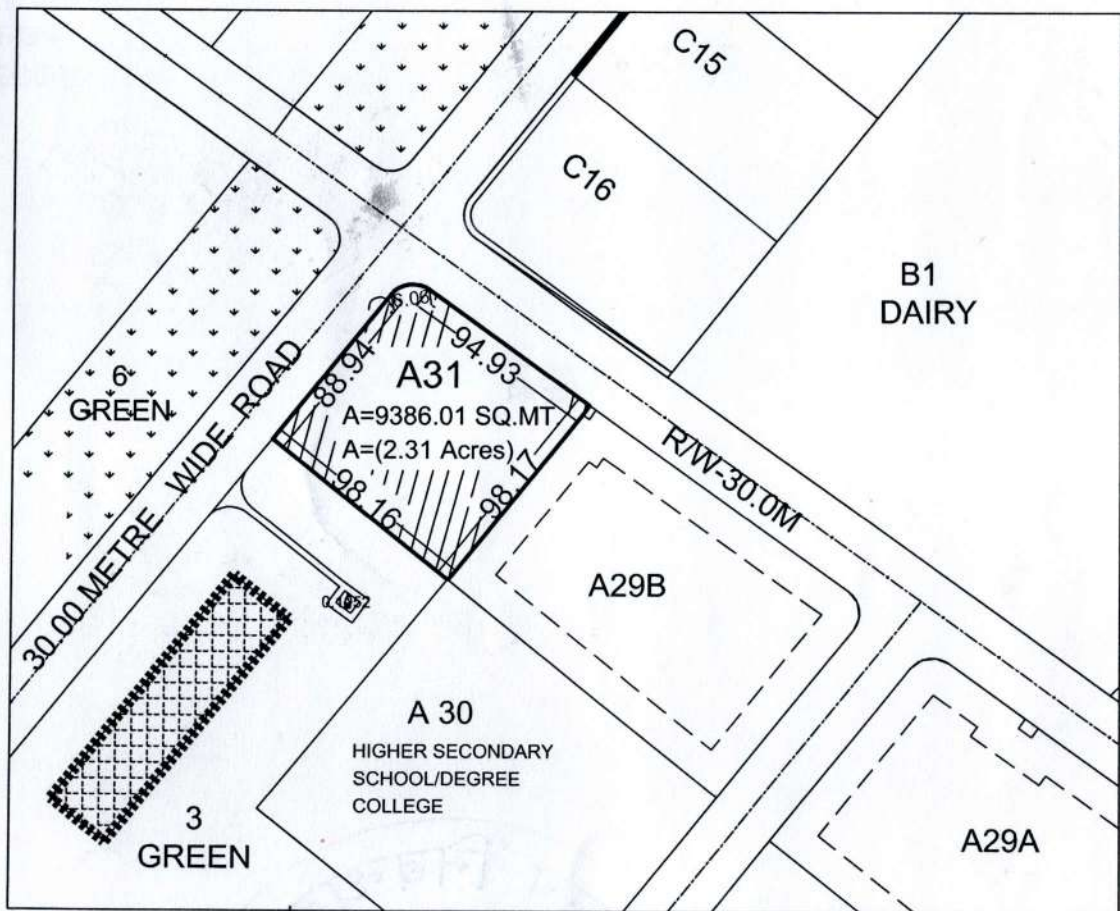 C15
C16
B1
DAIRY
6
GREEN
30.00 METRE WIDE ROAD
94.93
88.94
A31
A=9386.01 SQ.MT.
A=(2.31 Acres)
98.16
98.17
R/W-30.0M
A29B
A 30
HIGHER SECONDARY
SCHOOL/DEGREE
COLLEGE
3
GREEN
A29A